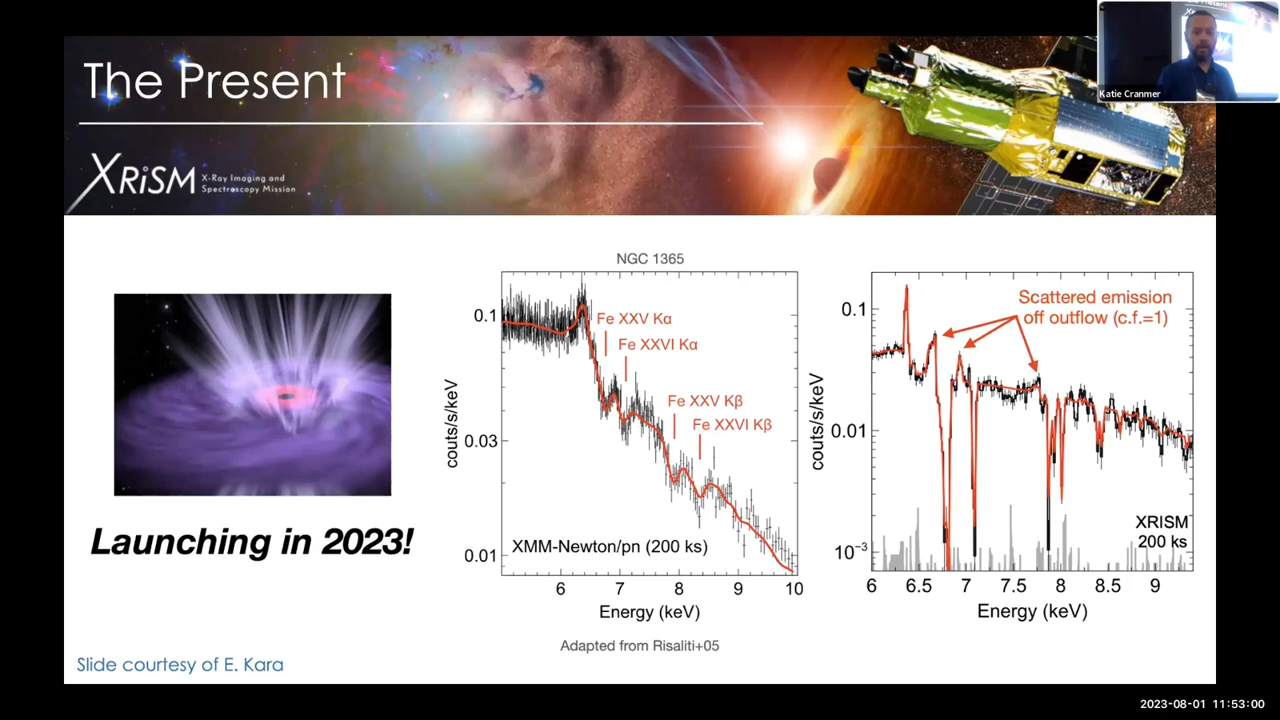 The Present
XRISM X-Ray Imaging and
Spectroscopy Mission
Katie Cranmer
Launching in 2023!
Slide courtesy of E. Kara
NGC 1365
0.1
0.03
0.01
couts/s/keV
Fe XXV Kα
Fe XXVI Kα
Fe XXV Kβ
Fe XXVI Kβ
XMM-Newton/pn (200 ks)
6 7 8 9 10
Energy (keV)
Adapted from Risaliti+05
0.1
0.01
10⁻³
couts/s/keV
Scattered emission
off outflow (c.f.=1)
XRISM
200 ks
6 6.5 7 7.5 8 8.5 9
Energy (keV)
2023-08-01 11:53:00